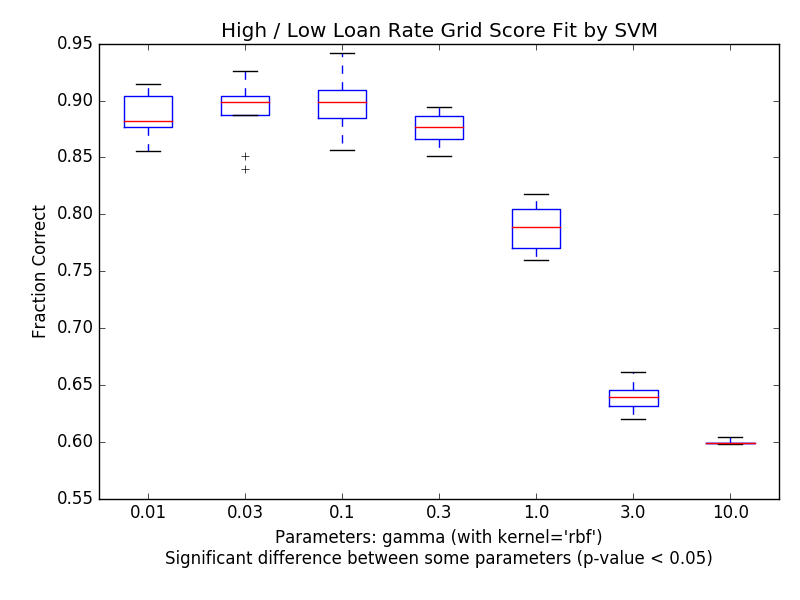 High / Low Loan Rate Grid Score Fit by SVM
0.95
0.90
0.85
0.80
0.75
0.70
0.65
0.60
0.55
Fraction Correct
0.01 0.03 0.1 0.3 1.0 3.0 10.0
Parameters: gamma (with kernel='rbf')
Significant difference between some parameters (p-value < 0.05)